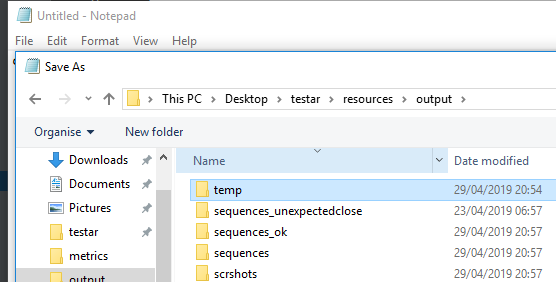 Untitled - Notepad
File Edit Format View Help
Save As
This PC > Desktop > testar > resources > output >
Organise New folder
Name Date modified
Downloads
Documents
Pictures
testar
metrics
output
temp 29/04/2019 20:54
sequences_unexpectedclose 23/04/2019 06:57
sequences_ok 29/04/2019 20:57
sequences 29/04/2019 20:57
scrshots 29/04/2019 20:57